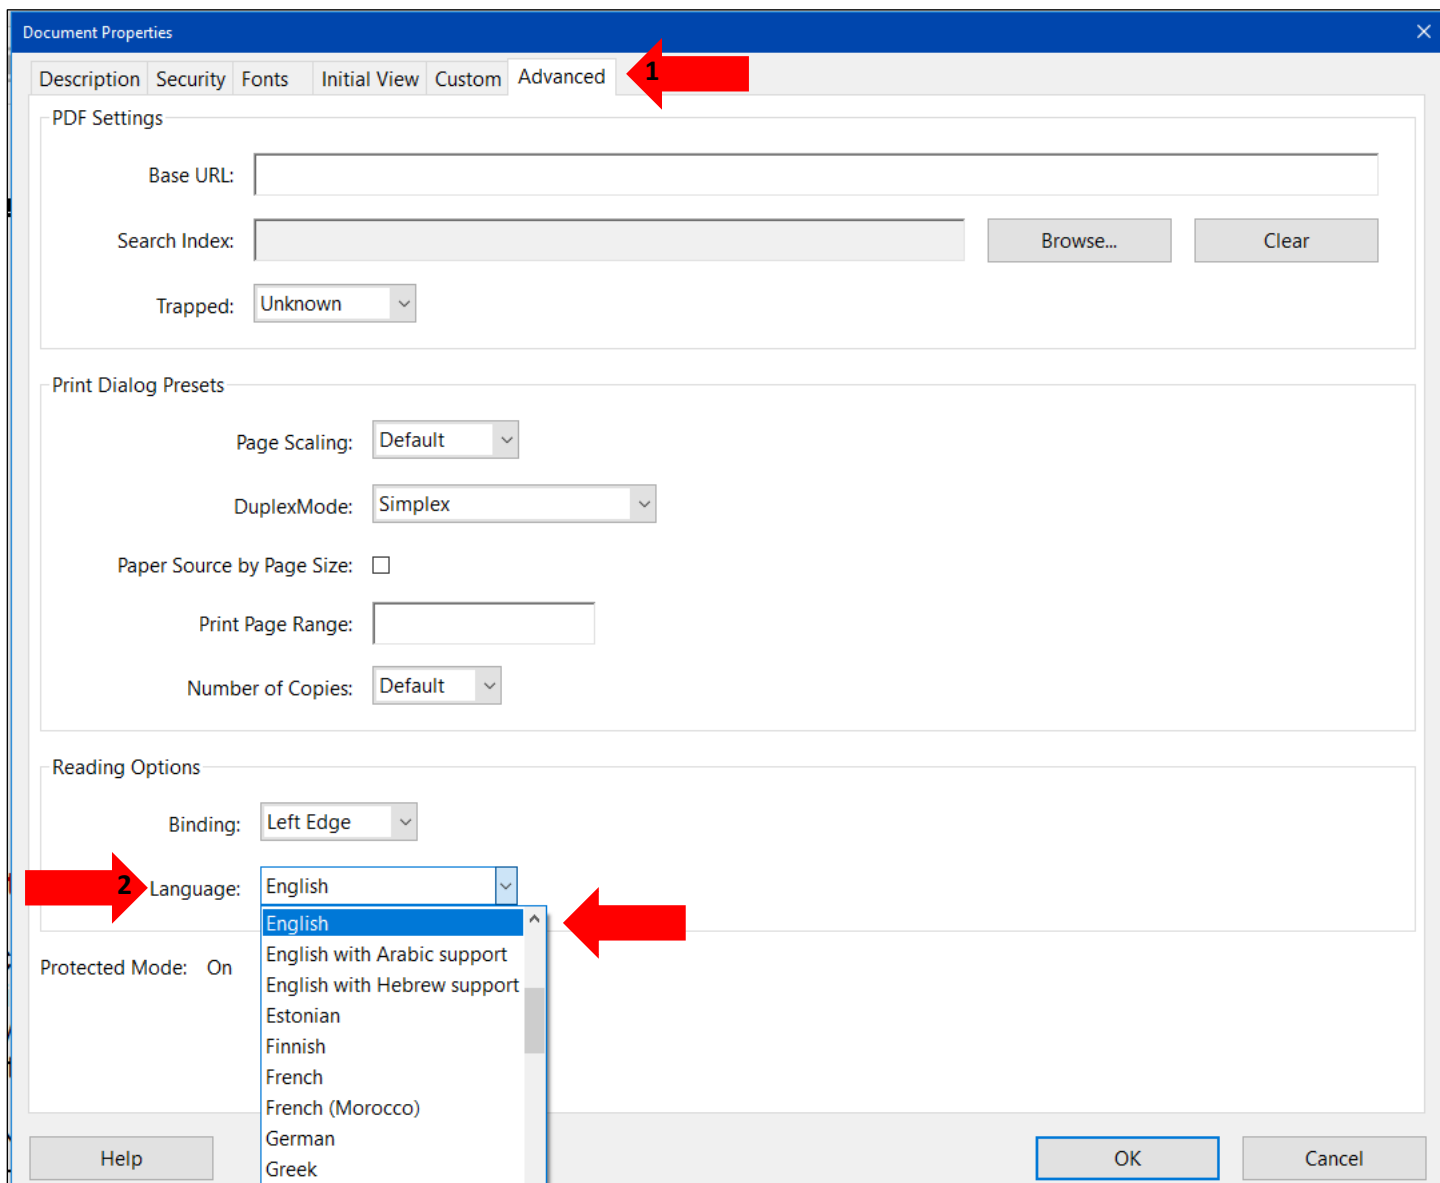 Document Properties
Description Security Fonts Initial View Custom Advanced 1
PDF Settings
Base URL:
Search Index: Browse... Clear
Trapped: Unknown
Print Dialog Presets
Page Scaling: Default
DuplexMode: Simplex
Paper Source by Page Size:
Print Page Range:
Number of Copies: Default
Reading Options
Binding: Left Edge
2 Language: English
English
English with Arabic support
English with Hebrew support
Protected Mode: On
Estonian
Finnish
French
French (Morocco)
German
Greek
Help OK Cancel